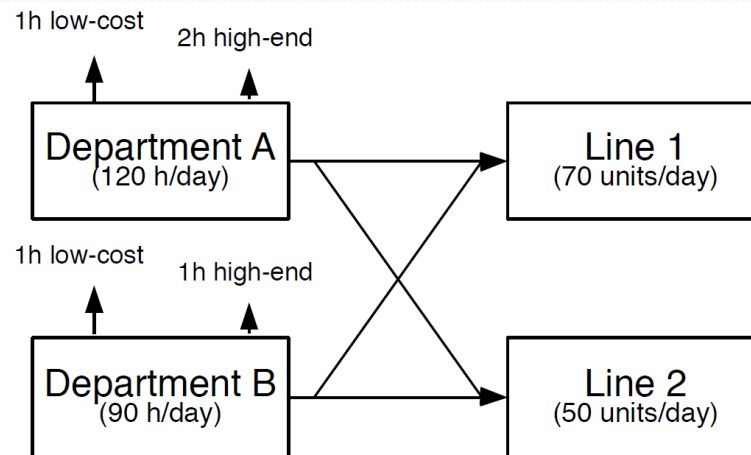 1h low-cost
2h high-end
Department A
(120 h/day)
Line 1
(70 units/day)
1h low-cost
1h high-end
Department B
(90 h/day)
Line 2
(50 units/day)